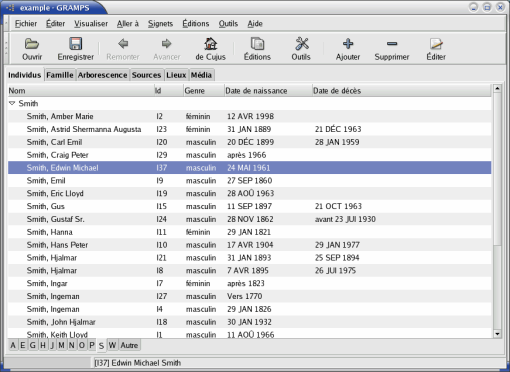 example - GRAMPS
Fichier Éditer Visualiser Aller à Signets Éditions Outils Aide
Ouvrir Enregistrer Remonter Avancer de Cujus Éditions Outils Ajouter Supprimer Éditer
Individus Famille Arborescence Sources Lieux Média
Nom Id Genre Date de naissance Date de décès
Smith
Smith, Amber Marie I2 féminin 12 AVR 1998
Smith, Astrid Shermanna Augusta I23 féminin 31 JAN 1889 21 DÉC 1963
Smith, Carl Emil I20 masculin 20 DÉC 1899 28 JAN 1959
Smith, Craig Peter I29 masculin après 1966
Smith, Edwin Michael I37 masculin 24 MAI 1961
Smith, Emil I9 masculin 27 SEP 1860
Smith, Eric Lloyd I19 masculin 28 AOÛ 1963
Smith, Gus I15 masculin 11 SEP 1897 21 OCT 1963
Smith, Gustaf Sr. I24 masculin 28 NOV 1862 avant 23 JUI 1930
Smith, Hanna I11 féminin 29 JAN 1821
Smith, Hans Peter I10 masculin 17 AVR 1904 29 JAN 1977
Smith, Hjalmar I21 masculin 31 JAN 1893 25 SEP 1894
Smith, Hjalmar I8 masculin 7 AVR 1895 26 JUI 1975
Smith, Ingar I7 féminin après 1823
Smith, Ingeman I27 masculin Vers 1770
Smith, Ingeman I4 masculin 29 JAN 1826
Smith, John Hjalmar I18 masculin 30 JAN 1932
Smith, Keith Lloyd I1 masculin 11 AOÛ 1966
A E G H J M N O P S W Autre
[I37] Edwin Michael Smith